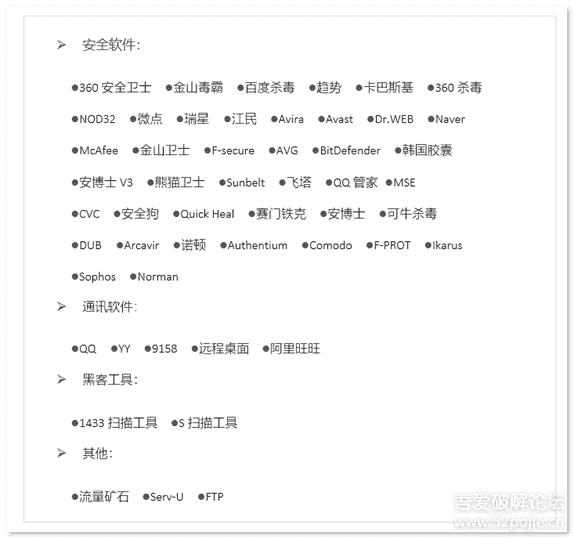 ➢ 安全软件：
●360 安全卫士 ●金山毒霸 ●百度杀毒 ●趋势 ●卡巴斯基 ●360 杀毒
●NOD32 ●微点 ●瑞星 ●江民 ●Avira ●Avast ●Dr.WEB ●Naver
●McAfee ●金山卫士 ●F-secure ●AVG ●BitDefender ●韩国胶囊
●安博士 V3 ●熊猫卫士 ●Sunbelt ●飞塔 ●QQ 管家 ●MSE
●CVC ●安全狗 ●Quick Heal ●赛门铁克 ●安博士 ●可牛杀毒
●DUB ●Arcavir ●诺顿 ●Authentium ●Comodo ●F-PROT ●Ikarus
●Sophos ●Norman
➢ 通讯软件：
●QQ ●YY ●9158 ●远程桌面 ●阿里旺旺
➢ 黑客工具：
●1433 扫描工具 ●S 扫描工具
➢ 其他：
●流量矿石 ●Serv-U ●FTP
吾爱破解论坛
www.52pojie.cn